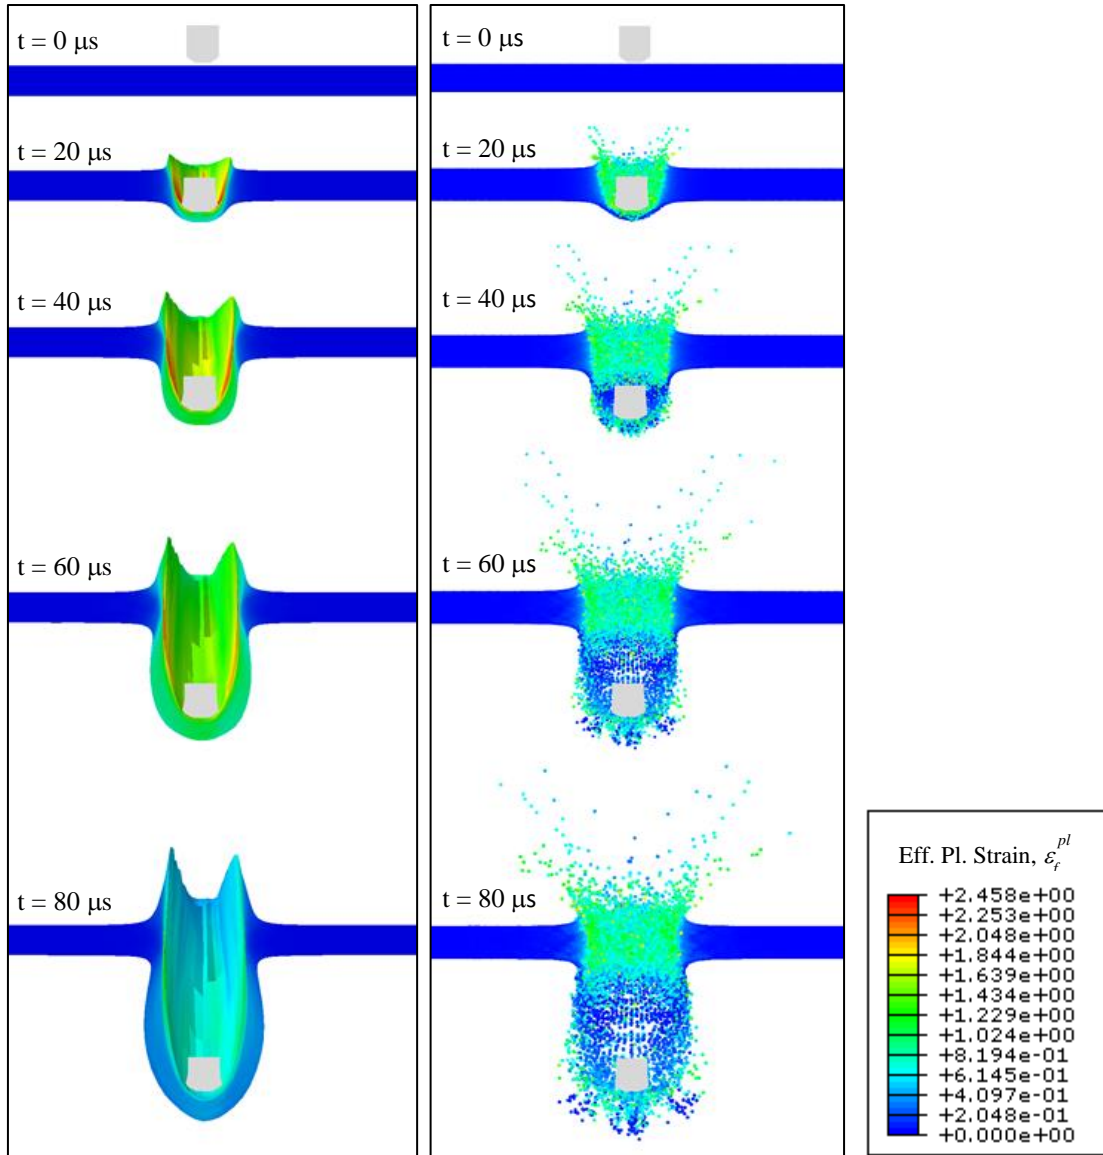 t = 0 μs
t = 20 μs
t = 40 μs
t = 60 μs
t = 80 μs
t = 0 μs
t = 20 μs
t = 40 μs
t = 60 μs
t = 80 μs
Eff. Pl. Strain, ε_f^pl
+2.458e+00
+2.253e+00
+2.048e+00
+1.844e+00
+1.639e+00
+1.434e+00
+1.229e+00
+1.024e+00
+8.194e-01
+6.145e-01
+4.097e-01
+2.048e-01
+0.000e+00